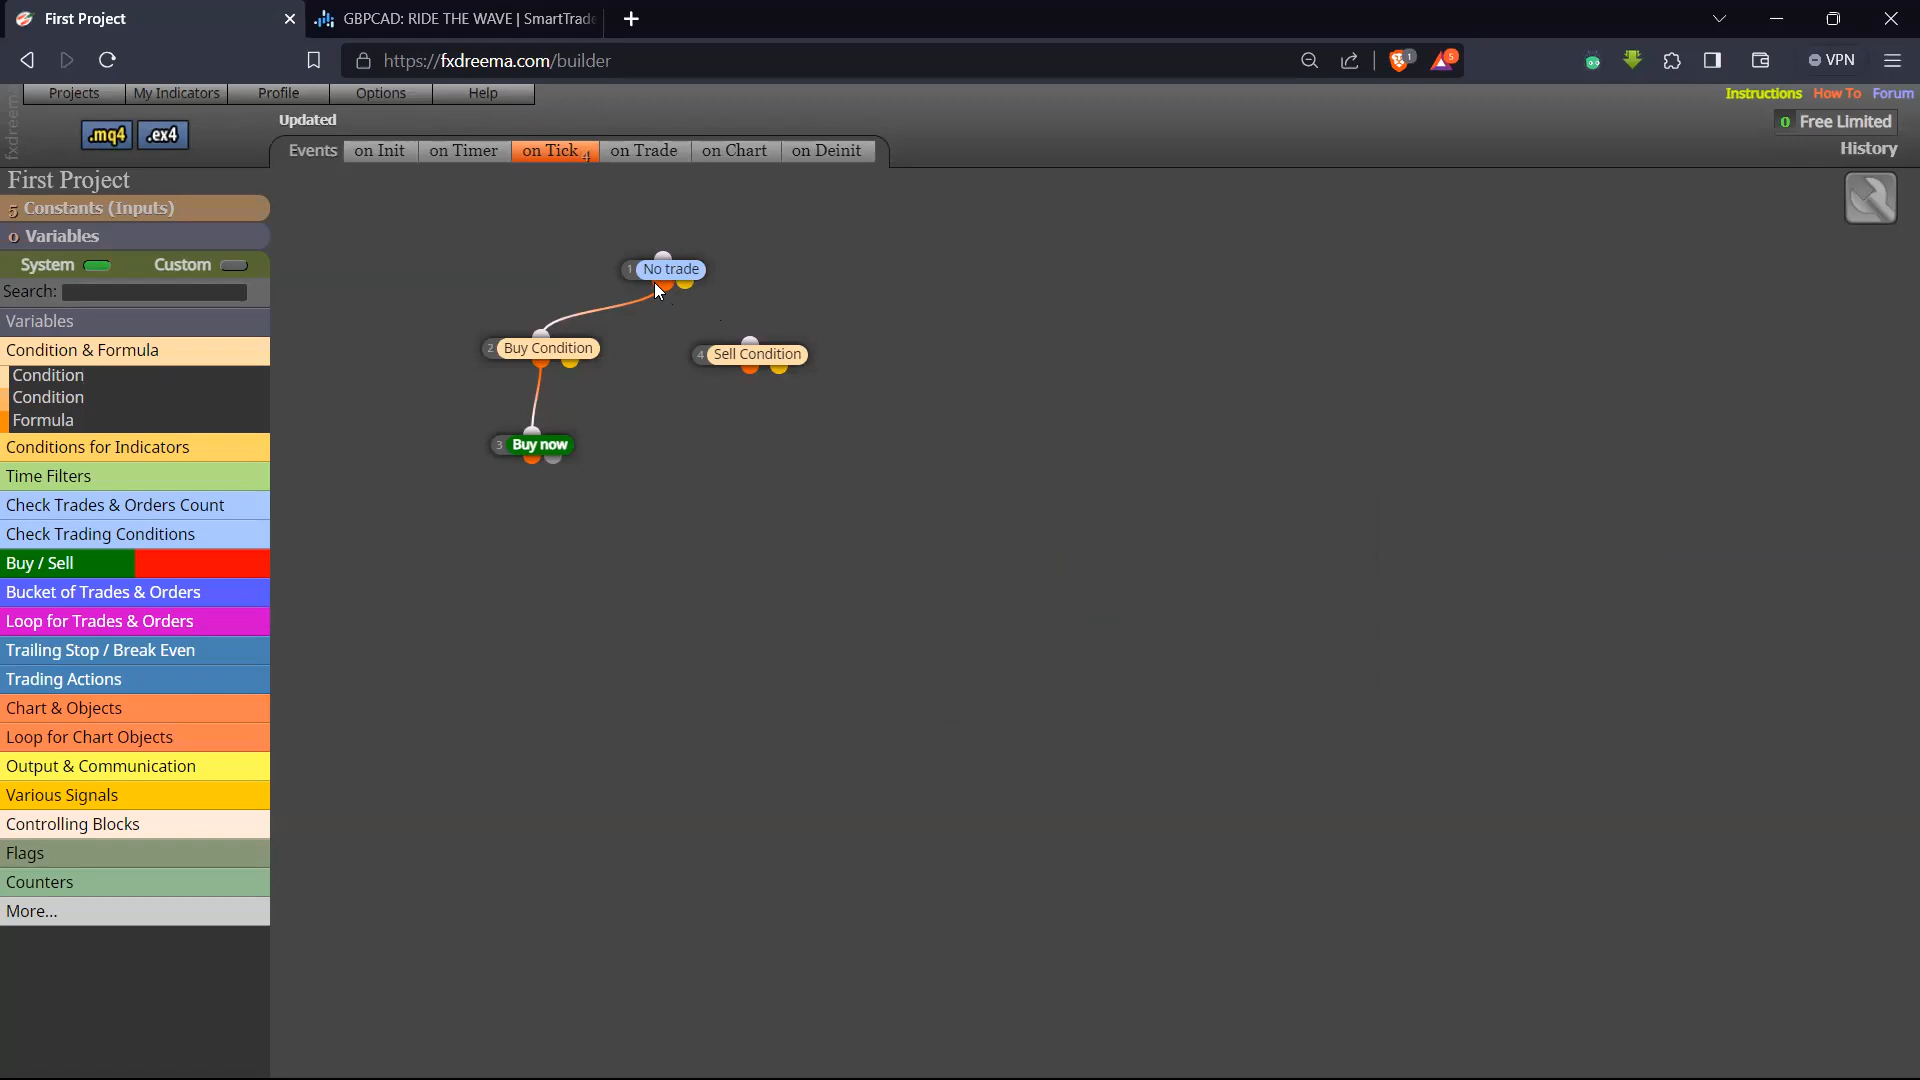 First Project
GBPCAD: RIDE THE WAVE | SmartTrade
https://fxdreema.com/builder
1
5
VPN
Projects
My Indicators
Profile
Options
Help
Instructions
How To
Forum
fxdreema
.mq4
.ex4
Updated
0 Free Limited
Events
on Init
on Timer
on Tick 4
on Trade
on Chart
on Deinit
History
First Project
5 Constants (Inputs)
0 Variables
System
Custom
Search:
Variables
Condition & Formula
Condition
Condition
Formula
Conditions for Indicators
Time Filters
Check Trades & Orders Count
Check Trading Conditions
Buy / Sell
Bucket of Trades & Orders
Loop for Trades & Orders
Trailing Stop / Break Even
Trading Actions
Chart & Objects
Loop for Chart Objects
Output & Communication
Various Signals
Controlling Blocks
Flags
Counters
More...
1 No trade
2 Buy Condition
4 Sell Condition
3 Buy now